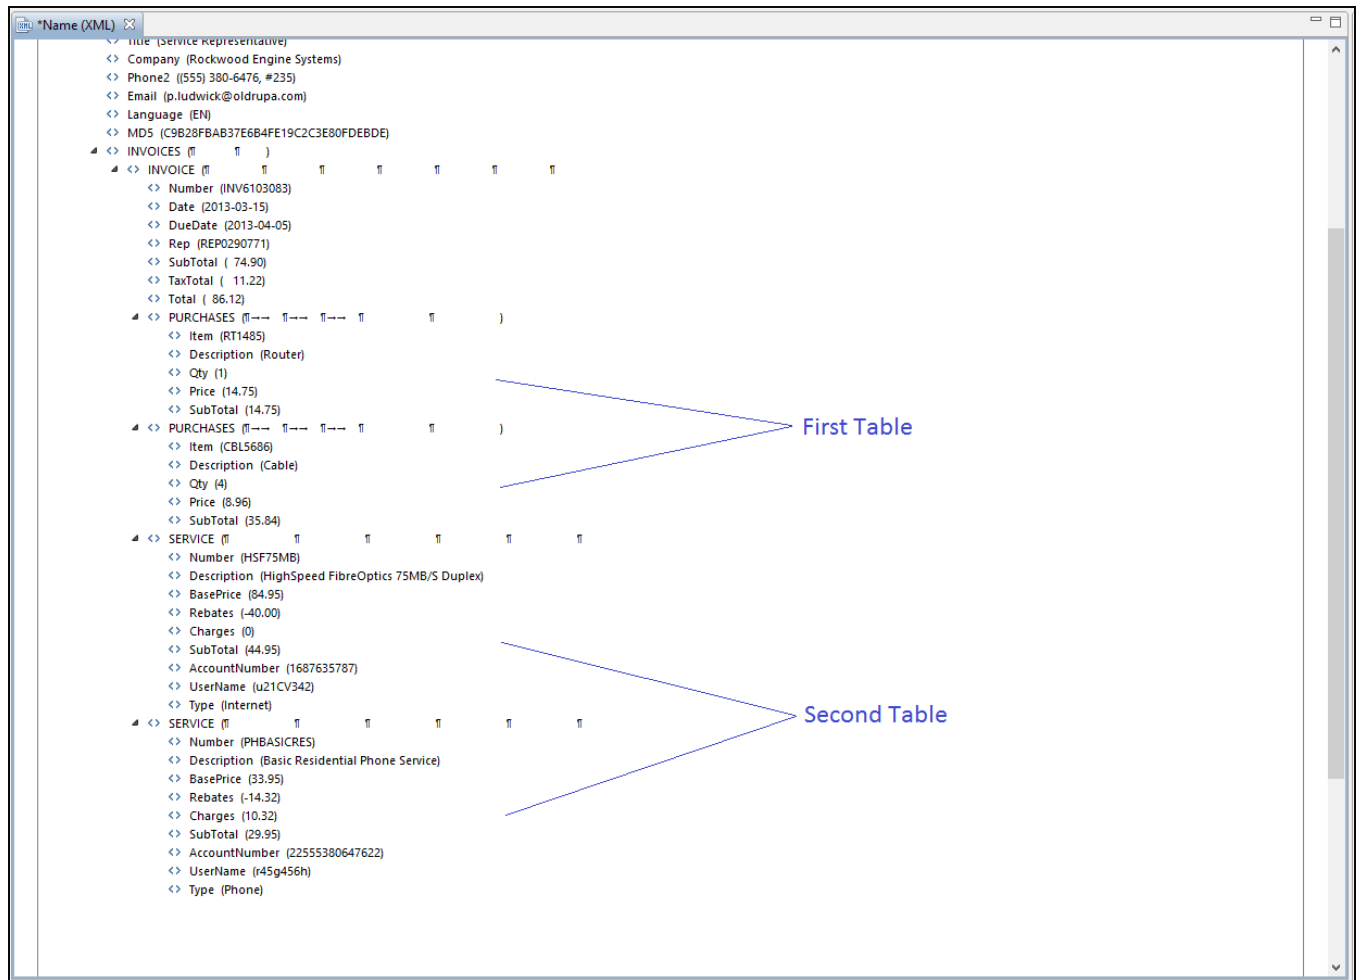 *Name (XML)
Title (Service Representative)
Company (Rockwood Engine Systems)
Phone2 ((555) 380-6476, #235)
Email (p.ludwick@oldrupa.com)
Language (EN)
MD5 (C9B28FBAB37E6B4FE19C2C3E80FDEBDE)
INVOICES (¶ ¶ )
INVOICE (¶ ¶ ¶ ¶ ¶ ¶ ¶
Number (INV6103083)
Date (2013-03-15)
DueDate (2013-04-05)
Rep (REP0290771)
SubTotal ( 74.90)
TaxTotal ( 11.22)
Total ( 86.12)
PURCHASES (¶→→ ¶→→ ¶→→ ¶ ¶ )
Item (RT1485)
Description (Router)
Qty (1)
Price (14.75)
SubTotal (14.75)
PURCHASES (¶→→ ¶→→ ¶→→ ¶ ¶ )
First Table
Item (CBL5686)
Description (Cable)
Qty (4)
Price (8.96)
SubTotal (35.84)
SERVICE (¶ ¶ ¶ ¶ ¶ ¶
Number (HSF75MB)
Description (HighSpeed FibreOptics 75MB/S Duplex)
BasePrice (84.95)
Rebates (-40.00)
Charges (0)
SubTotal (44.95)
AccountNumber (1687635787)
UserName (u21CV342)
Type (Internet)
Second Table
SERVICE (¶ ¶ ¶ ¶ ¶ ¶
Number (PHBASICRES)
Description (Basic Residential Phone Service)
BasePrice (33.95)
Rebates (-14.32)
Charges (10.32)
SubTotal (29.95)
AccountNumber (22555380647622)
UserName (r45g456h)
Type (Phone)